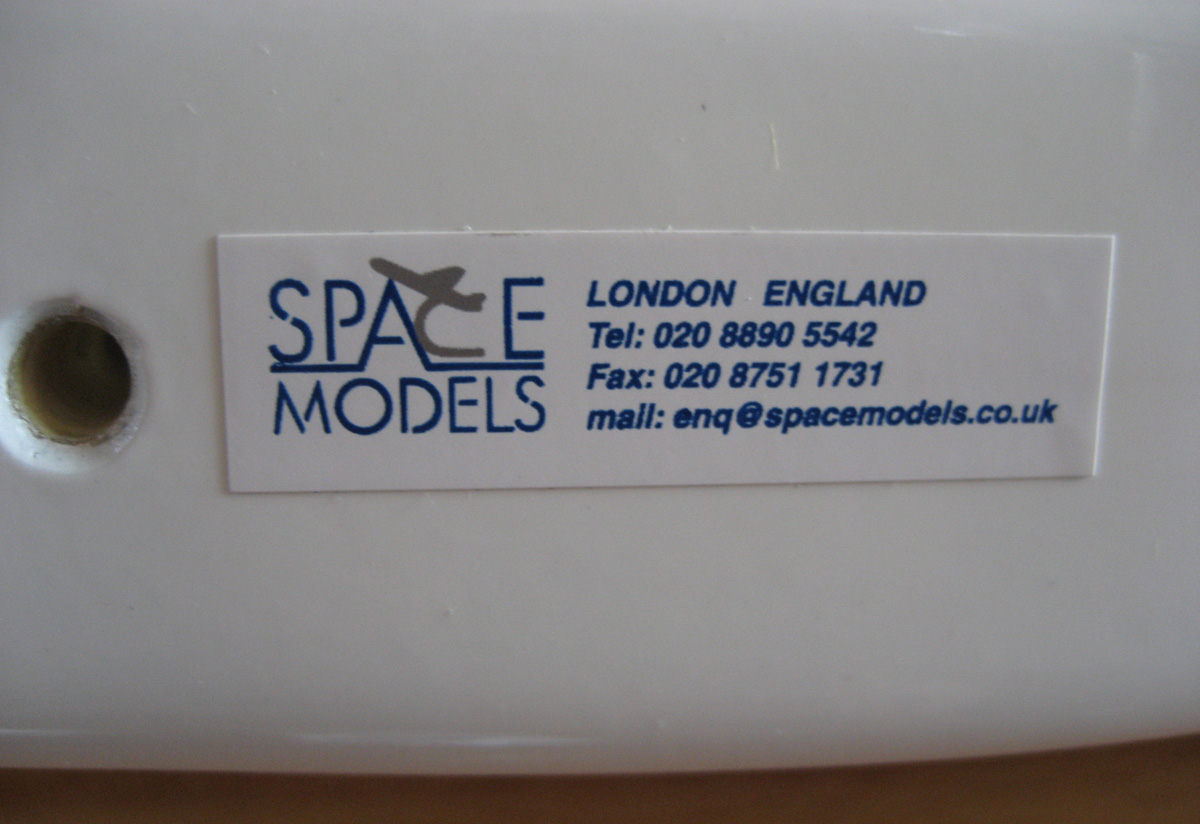 SPACE
MODELS
LONDON ENGLAND
Tel: 020 8890 5542
Fax: 020 8751 1731
mail: enq@spacemodels.co.uk